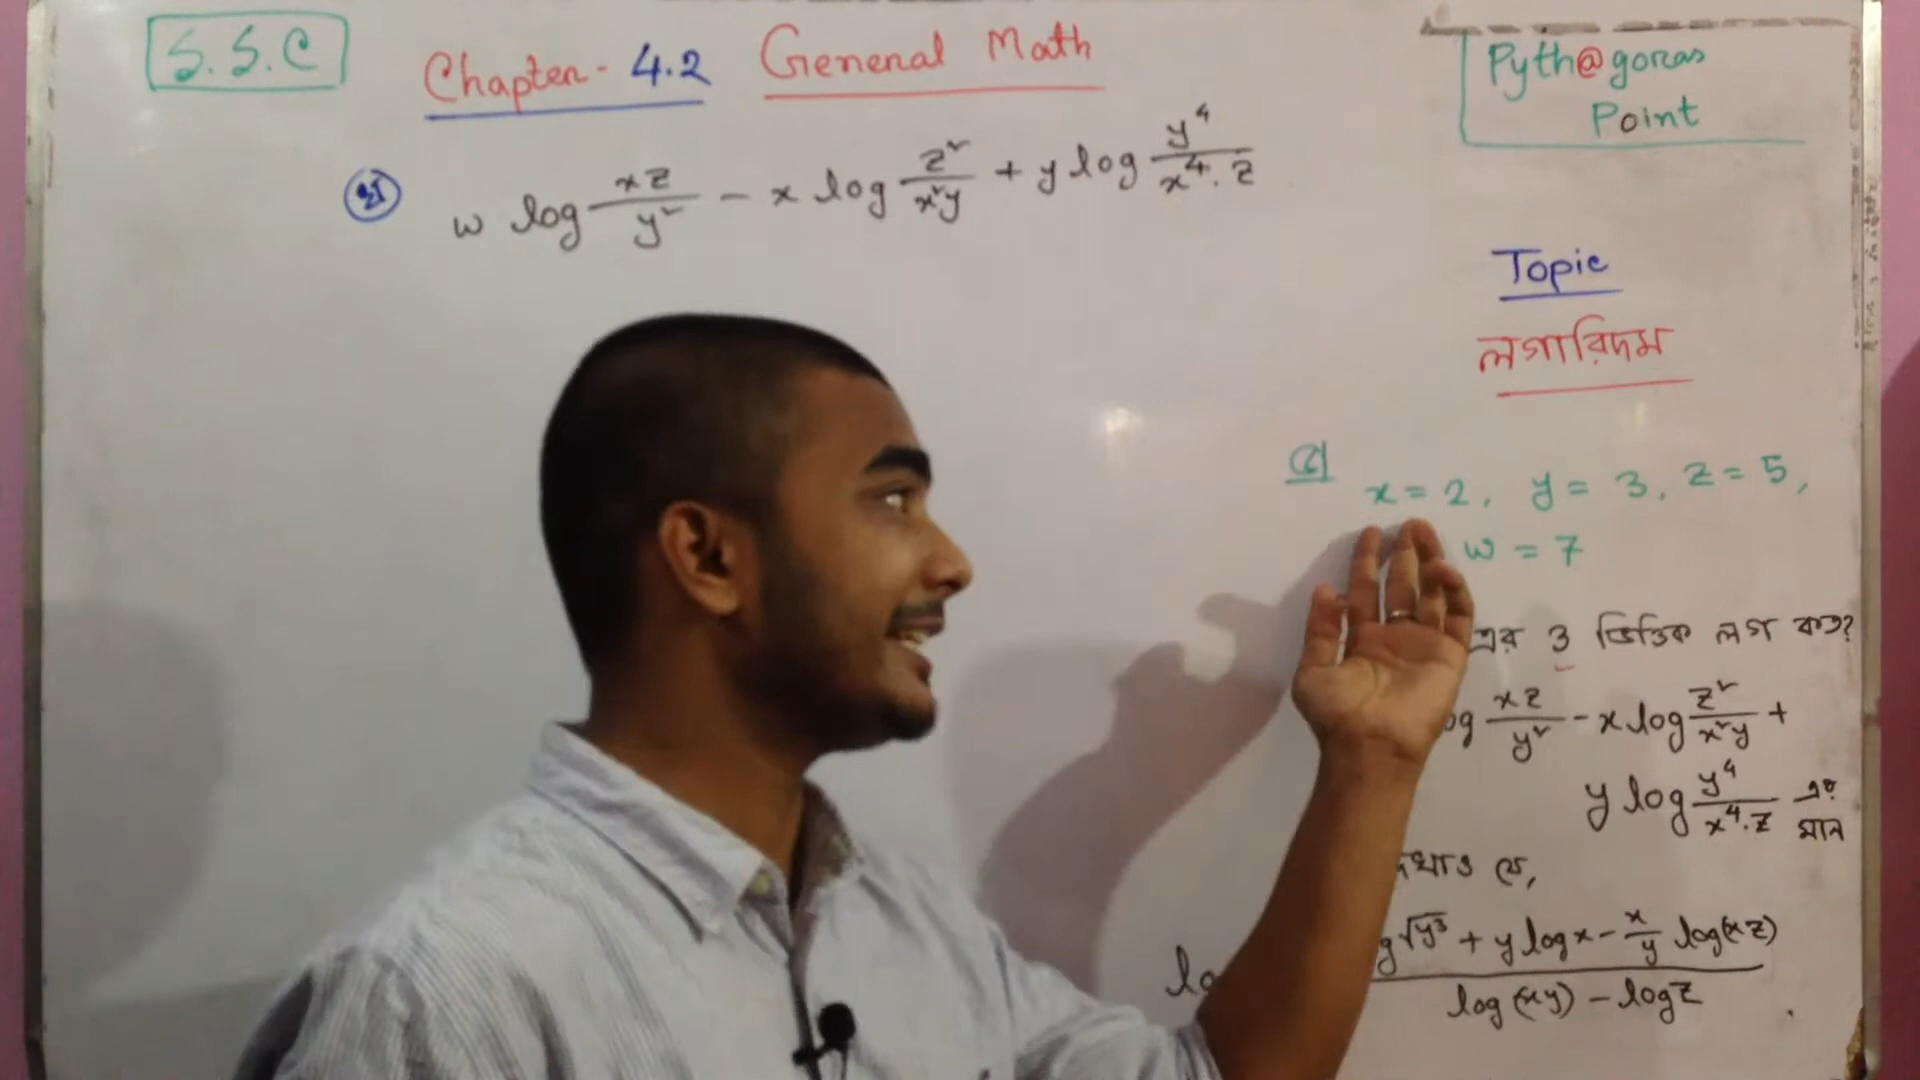 S.S.C
Chapter - 4.2 General Math
Pyth@goras
Point
খ
w log xz/y² - x log z²/x²y + y log y⁴/x⁴.z
Topic
লগারিদম
x = 2, y = 3, z = 5,
w = 7
এর 3 ভিত্তিক লগ কত?
og xz/y² - x log z²/x²y +
y log y⁴/x⁴.z এর
মান
যে,
g√y³ + y log x - x/y log(xz)
log(xy) - log z